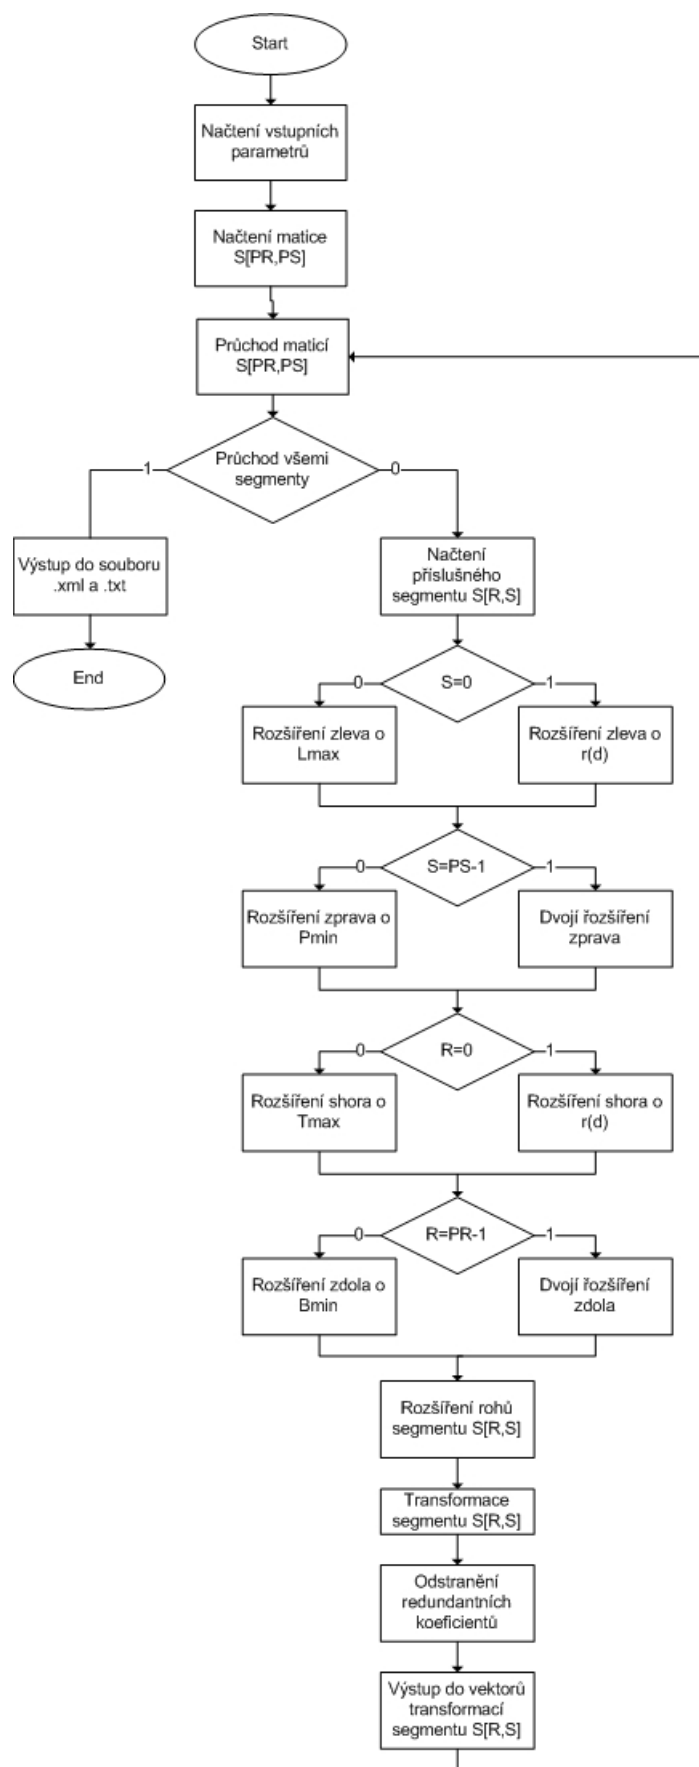 Start
Načtení vstupních
parametrů
Načtení matice
S[PR,PS]
Průchod maticí
S[PR,PS]
Průchod všemi
segmenty
1
0
Výstup do souboru
.xml a .txt
End
Načtení
příslušného
segmentu S[R,S]
S=0
0
1
Rozšíření zleva o
Lmax
Rozšíření zleva o
r(d)
S=PS-1
0
1
Rozšíření zprava o
Pmin
Dvojí řozšíření
zprava
R=0
0
1
Rozšíření shora o
Tmax
Rozšíření shora o
r(d)
R=PR-1
0
1
Rozšíření zdola o
Bmin
Dvojí řozšíření
zdola
Rozšíření rohů
segmentu S[R,S]
Transformace
segmentu S[R,S]
Odstranění
redundantních
koeficientů
Výstup do vektorů
transformací
segmentu S[R,S]